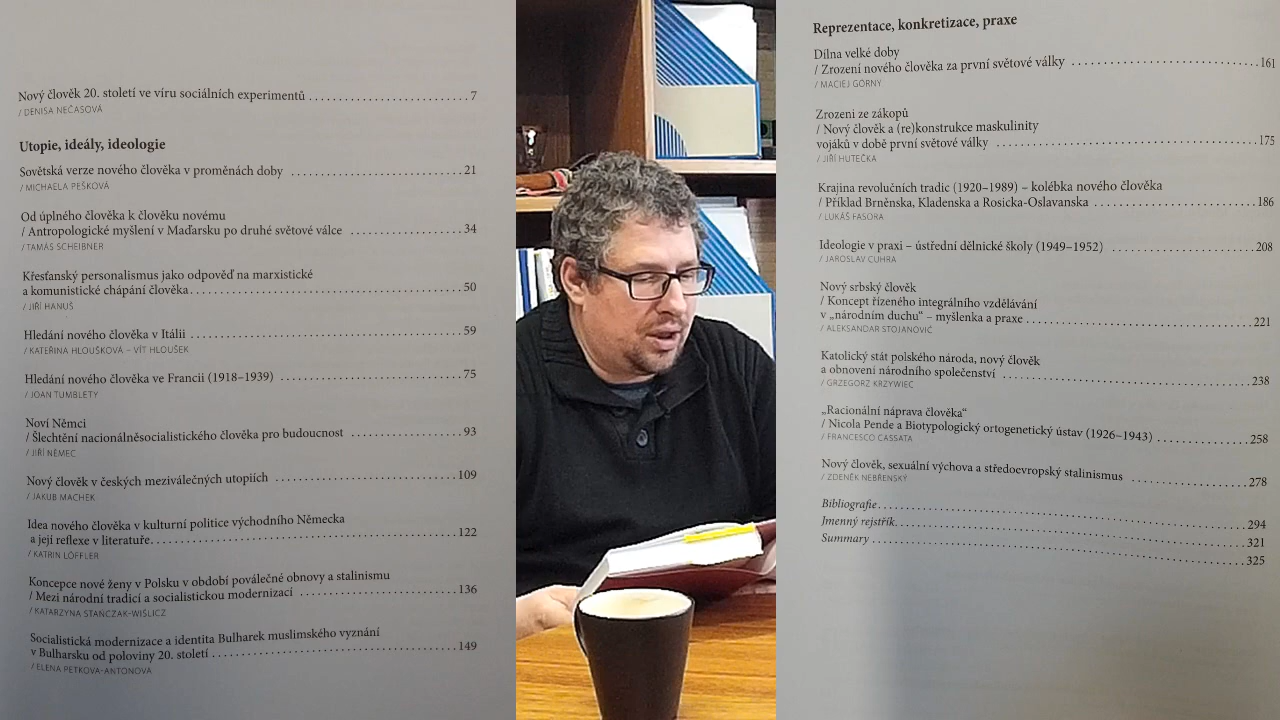 Nový člověk 20. století ve víru sociálních experimentů 7
/ DENISA NEČASOVÁ
Utopie, ideály, ideologie
ze nového člověka v proměnách doby 21
/ MICHAELA PEŠKOVÁ
ného člověka k člověku novému
/ Antropologické myšlení v Maďarsku po druhé světové válce 34
/ TAMÁS SCHEIBNER
Křesťanský personalismus jako odpověď na marxistické
a komunistické chápání člověka 50
/ JIŘÍ HANUŠ
Hledání nového člověka v Itálii 59
/ KATEŘINA HLOUŠKOVÁ – VÍT HLOUŠEK
Hledání nového člověka ve Francii (1918–1939) 75
/ JOAN TUMBLETY
Noví Němci
/ Šlechtění nacionálněsocialistického člověka pro budoucnost 93
/ JIŘÍ NĚMEC
Nový člověk v českých meziválečných utopiích 109
/ JAKUB MACHEK
Idea nového člověka v kulturní politice východního Německa
a její reflexe v literatuře 122
/ KATRIN LÖFFLER
Koncepce nové ženy v Polsku v období poválečné obnovy a stalinismu
/ Mezi národní tradicí a socialistickou modernizací 136
/ KATARZYNA STAŃCZAK-WIŚLICZ
Socialistická modernizace a identita Bulharek muslimského vyznání
v Bulharsku od poloviny 20. století 149
/ ELENA PETKOVA-ANTONOVA
Reprezentace, konkretizace, praxe
Dílna velké doby
/ Zrození nového člověka za první světové války 161
/ MACIEJ GÓRNY
Zrozeni ze zákopů
/ Nový člověk a (re)konstrukce maskulinity
vojáků v době první světové války 175
/ JIŘÍ HUTEČKA
Krajina revolučních tradic (1920–1989) – kolébka nového člověka
/ Příklad Brněnska, Kladenska a Rosicka-Oslavanska 186
/ LUKÁŠ FASORA
Ideologie v praxi – ústřední dělnické školy (1949–1952) 208
/ JAROSLAV CUHRA
Nový srbský člověk
/ Koncept řízeného integrálního vzdělávání
v „národním duchu“ – myšlenka a praxe 221
/ ALEKSANDAR STOJANOVIĆ
Katolický stát polského národa, nový člověk
a obnovení národního společenství 238
/ GRZEGORZ KRZYWIEC
„Racionální náprava člověka“
/ Nicola Pende a Biotypologický ortogenetický ústav (1926–1943) 258
/ FRANCESCO CASSATA
Nový člověk, sexuální výchova a středoevropský stalinismus 278
/ ZDENĚK NEBŘENSKÝ
Bibliografie 294
Jmenný rejstřík 321
Summary 325